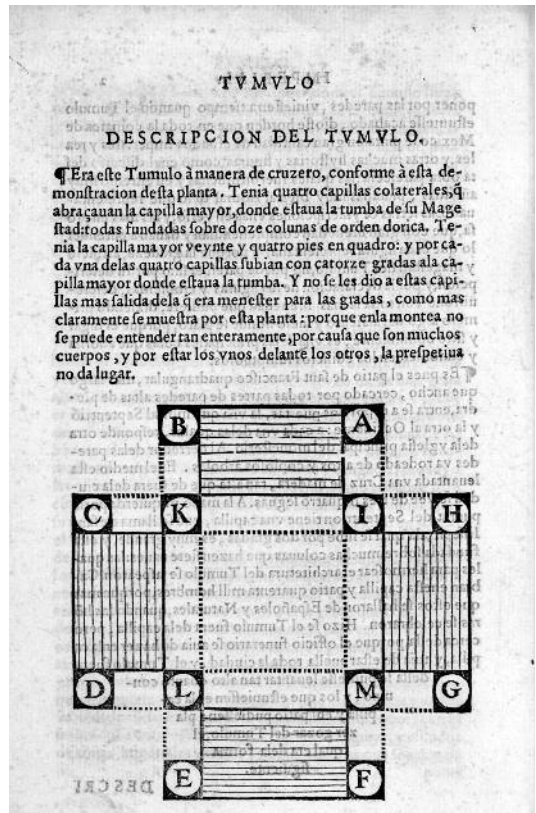 TVMVLO
DESCRIPCION DEL TVMVLO.
¶Era eſte Tumulo à manera de cruzero, conforme à eſta de-
monſtracion deſta planta. Tenia quatro capillas colaterales, q̃
abraçauan la capilla mayor, donde eſtaua la tumba de ſu Mage
ſtad: todas fundadas ſobre doze colunas de orden dorica. Te-
nia la capilla mayor veynte y quatro pies en quadro: y por ca-
da vna delas quatro capillas ſubian con catorze gradas ala ca-
pilla mayor donde eſtaua la tumba. Y no ſe les dio a eſtas capi-
llas mas ſalida dela q̃ era meneſter para las gradas, como mas
claramente ſe mueſtra por eſta planta: porque enla montea no
ſe puede entender tan enteramente, por cauſa que ſon muchos
cuerpos, y por eſtar los vnos delante los otros, la preſpetiua
no da lugar.
B A
C K I H
D L M G
E F